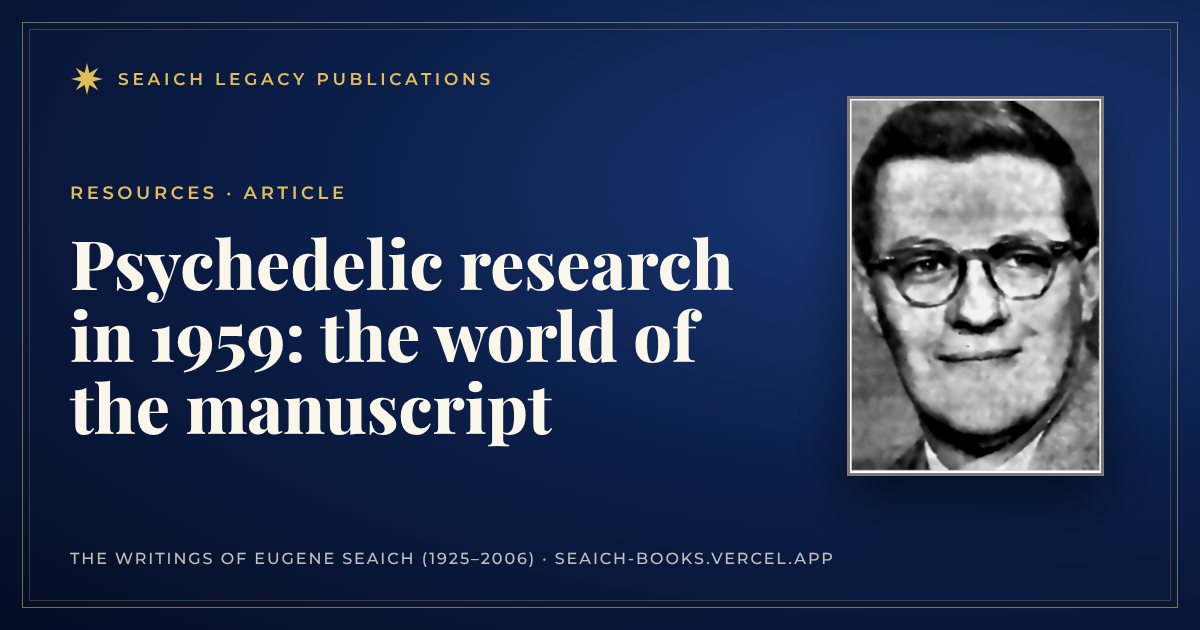 SEAICH LEGACY PUBLICATIONS
RESOURCES · ARTICLE
Psychedelic research
in 1959: the world of
the manuscript
THE WRITINGS OF EUGENE SEAICH (1925–2006) · SEAICH-BOOKS.VERCEL.APP